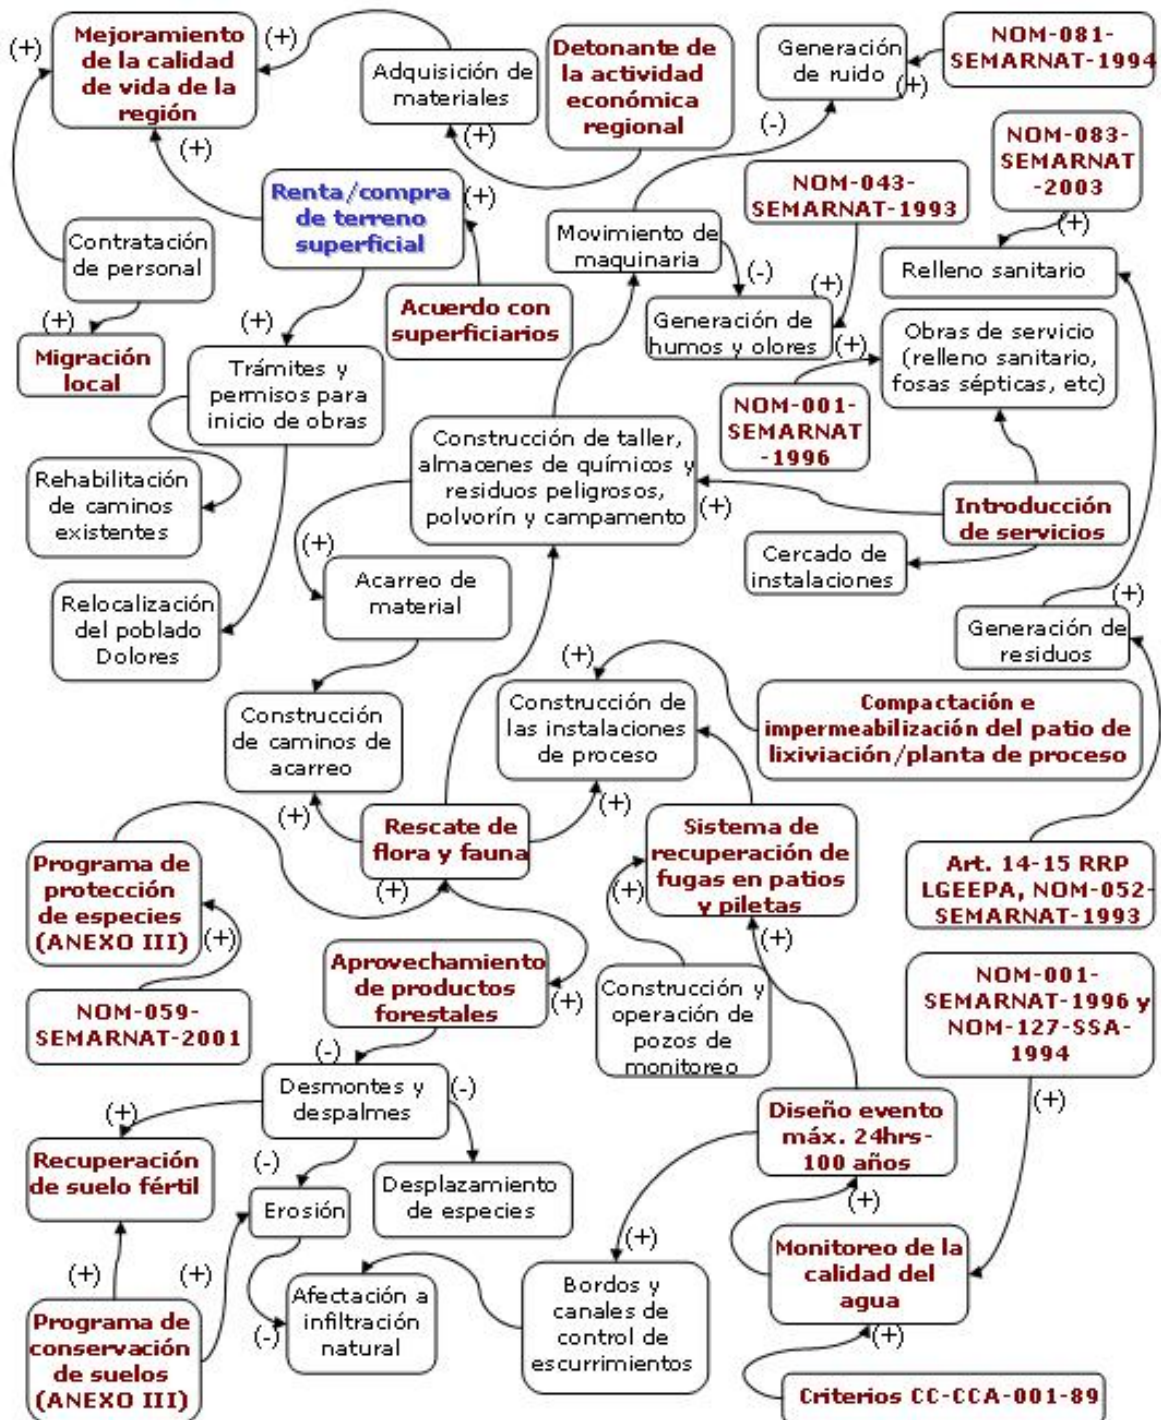 Mejoramiento
de la calidad
de vida de la
región
(+)
(+)
(+)
Adquisición de
materiales
(+)
Detonante de
la actividad
económica
regional
Generación
de ruido
(+)
(-)
NOM-081-
SEMARNAT-1994
NOM-083-
SEMARNAT
-2003
(+)
Renta/compra
de terreno
superficial
(+)
NOM-043-
SEMARNAT-1993
Contratación
de personal
(+)
Movimiento de
maquinaria
(-)
Relleno sanitario
(+)
Acuerdo con
superficiarios
Generación de
humos y olores
(+)
(+)
Migración
local
(+)
Trámites y
permisos para
inicio de obras
Obras de servicio
(relleno sanitario,
fosas sépticas, etc)
NOM-001-
SEMARNAT
-1996
Construcción de taller,
almacenes de químicos y
residuos peligrosos,
polvorín y campamento
(+)
Rehabilitación
de caminos
existentes
Introducción
de servicios
(+)
Cercado de
instalaciones
Acarreo de
material
Relocalización
del poblado
Dolores
(+)
Generación de
residuos
(+)
Construcción
de caminos de
acarreo
(+)
Construcción de
las instalaciones
de proceso
(+)
Compactación e
impermeabilización del patio de
lixiviación/planta de proceso
Rescate de
flora y fauna
(+)
Sistema de
recuperación de
fugas en patios
y piletas
(+)
(+)
Programa de
protección
de especies
(ANEXO III)
(+)
Art. 14-15 RRP
LGEEPA, NOM-052-
SEMARNAT-1993
Aprovechamiento
de productos
forestales
(+)
NOM-059-
SEMARNAT-2001
Construcción y
operación de
pozos de
monitoreo
NOM-001-
SEMARNAT-1996 y
NOM-127-SSA-
1994
(+)
(-)
Desmontes y
despalmes
(-)
(+)
Diseño evento
máx. 24hrs-
100 años
(+)
Recuperación
de suelo fértil
(-)
Desplazamiento
de especies
Erosión
(+)
(+)
(+)
Monitoreo de la
calidad del
agua
(+)
Programa de
conservación
de suelos
(ANEXO III)
(-)
Afectación a
infiltración
natural
Bordos y
canales de
control de
escurrimientos
Criterios CC-CCA-001-89